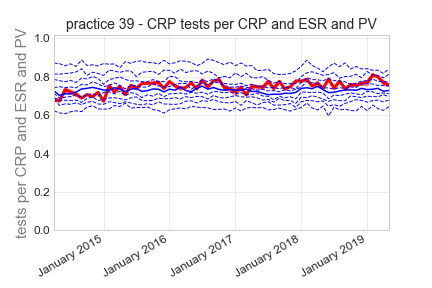 practice 39 - CRP tests per CRP and ESR and PV
tests per CRP and ESR and PV
1.0
0.8
0.6
0.4
0.2
0.0
January 2015
January 2016
January 2017
January 2018
January 2019